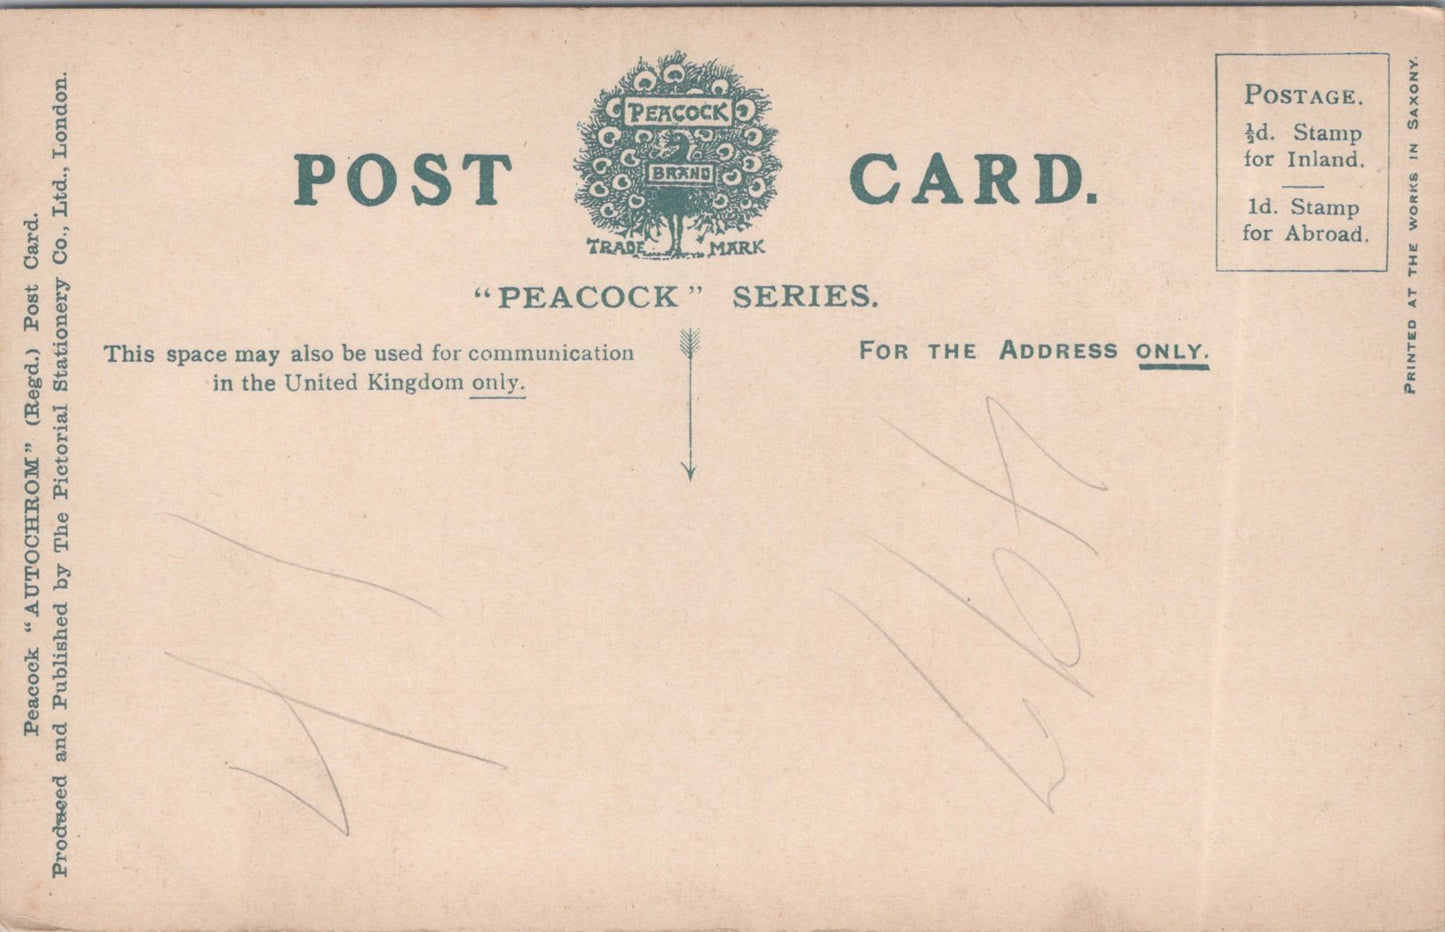 POST CARD.
PEACOCK
BRAND
TRADE MARK
"PEACOCK" SERIES.
This space may also be used for communication
in the United Kingdom only.
FOR THE ADDRESS ONLY.
POSTAGE.
½d. Stamp
for Inland.
1d. Stamp
for Abroad.
PRINTED AT THE WORKS IN SAXONY.
Peacock "AUTOCHROM" (Regd.) Post Card.
Produced and Published by The Pictorial Stationery Co., Ltd., London.